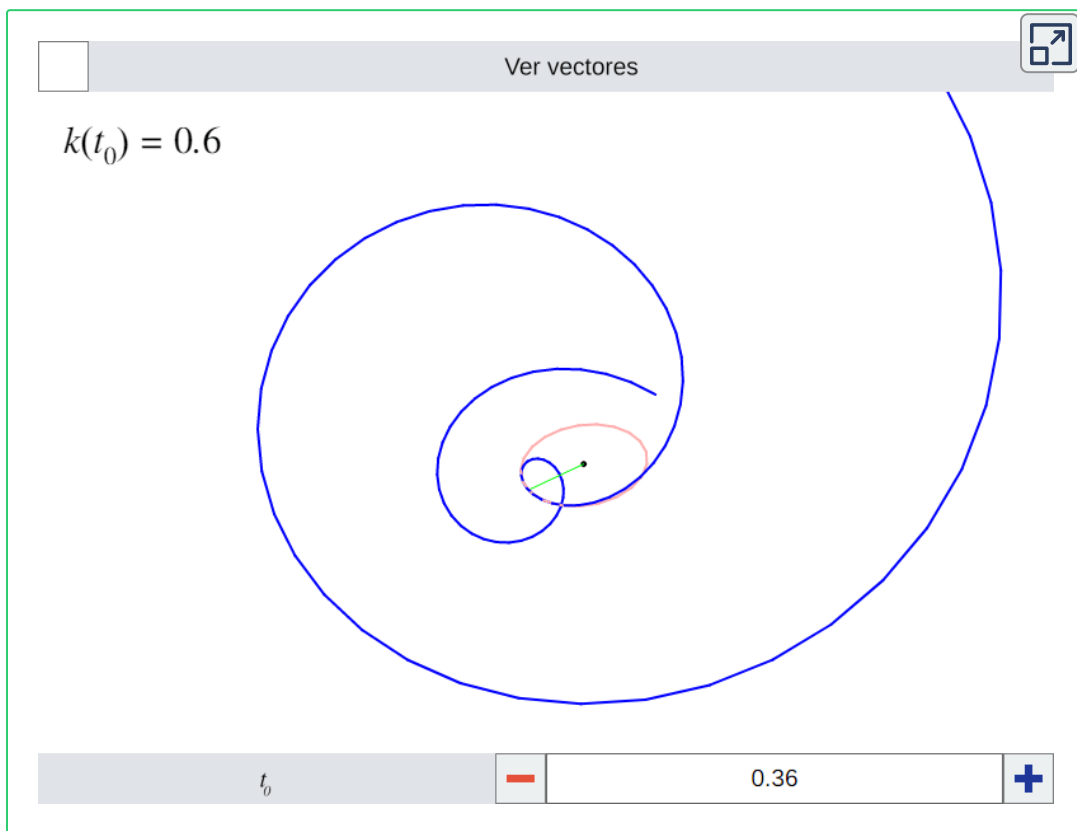 Ver vectores
k(t₀) = 0.6
t₀ 0.36